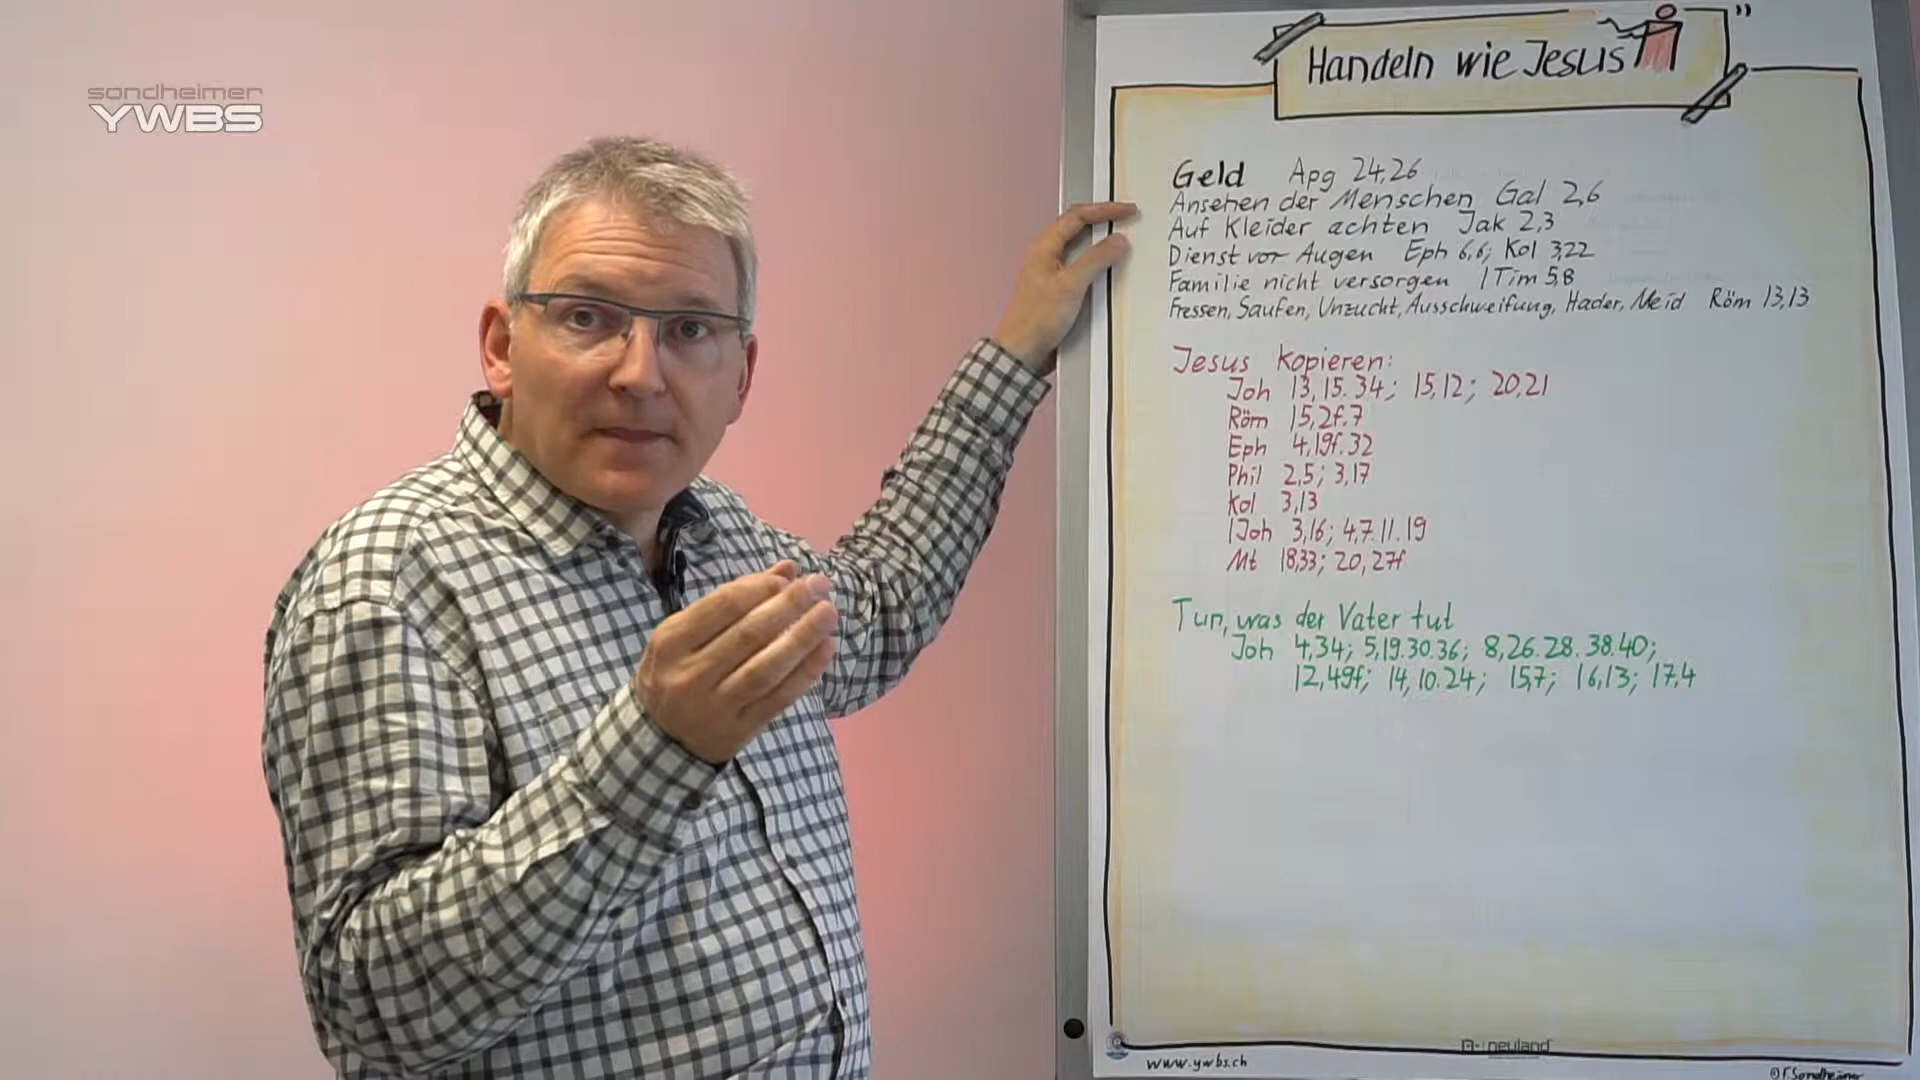 sondheimer
YWBS
Handeln wie Jesus
Geld Apg 24,26
Ansehen der Menschen Gal 2,6
Auf Kleider achten Jak 2,3
Dienst vor Augen Eph 6,6; Kol 3,22
Familie nicht versorgen 1Tim 5,8
Fressen, Saufen, Unzucht, Ausschweifung, Hader, Neid Röm 13,13
Jesus kopieren:
Joh 13,15.34; 15,12; 20,21
Röm 15,2f.7
Eph 4,19f.32
Phil 2,5; 3,17
Kol 3,13
1Joh 3,16; 4,7.11.19
Mt 18,33; 20,27f
Tun, was der Vater tut
Joh 4,34; 5,19.30.36; 8,26.28.38.40;
12,49f; 14,10.24; 15,7; 16,13; 17,4
neuland
www.ywbs.ch
©F.Sondheimer